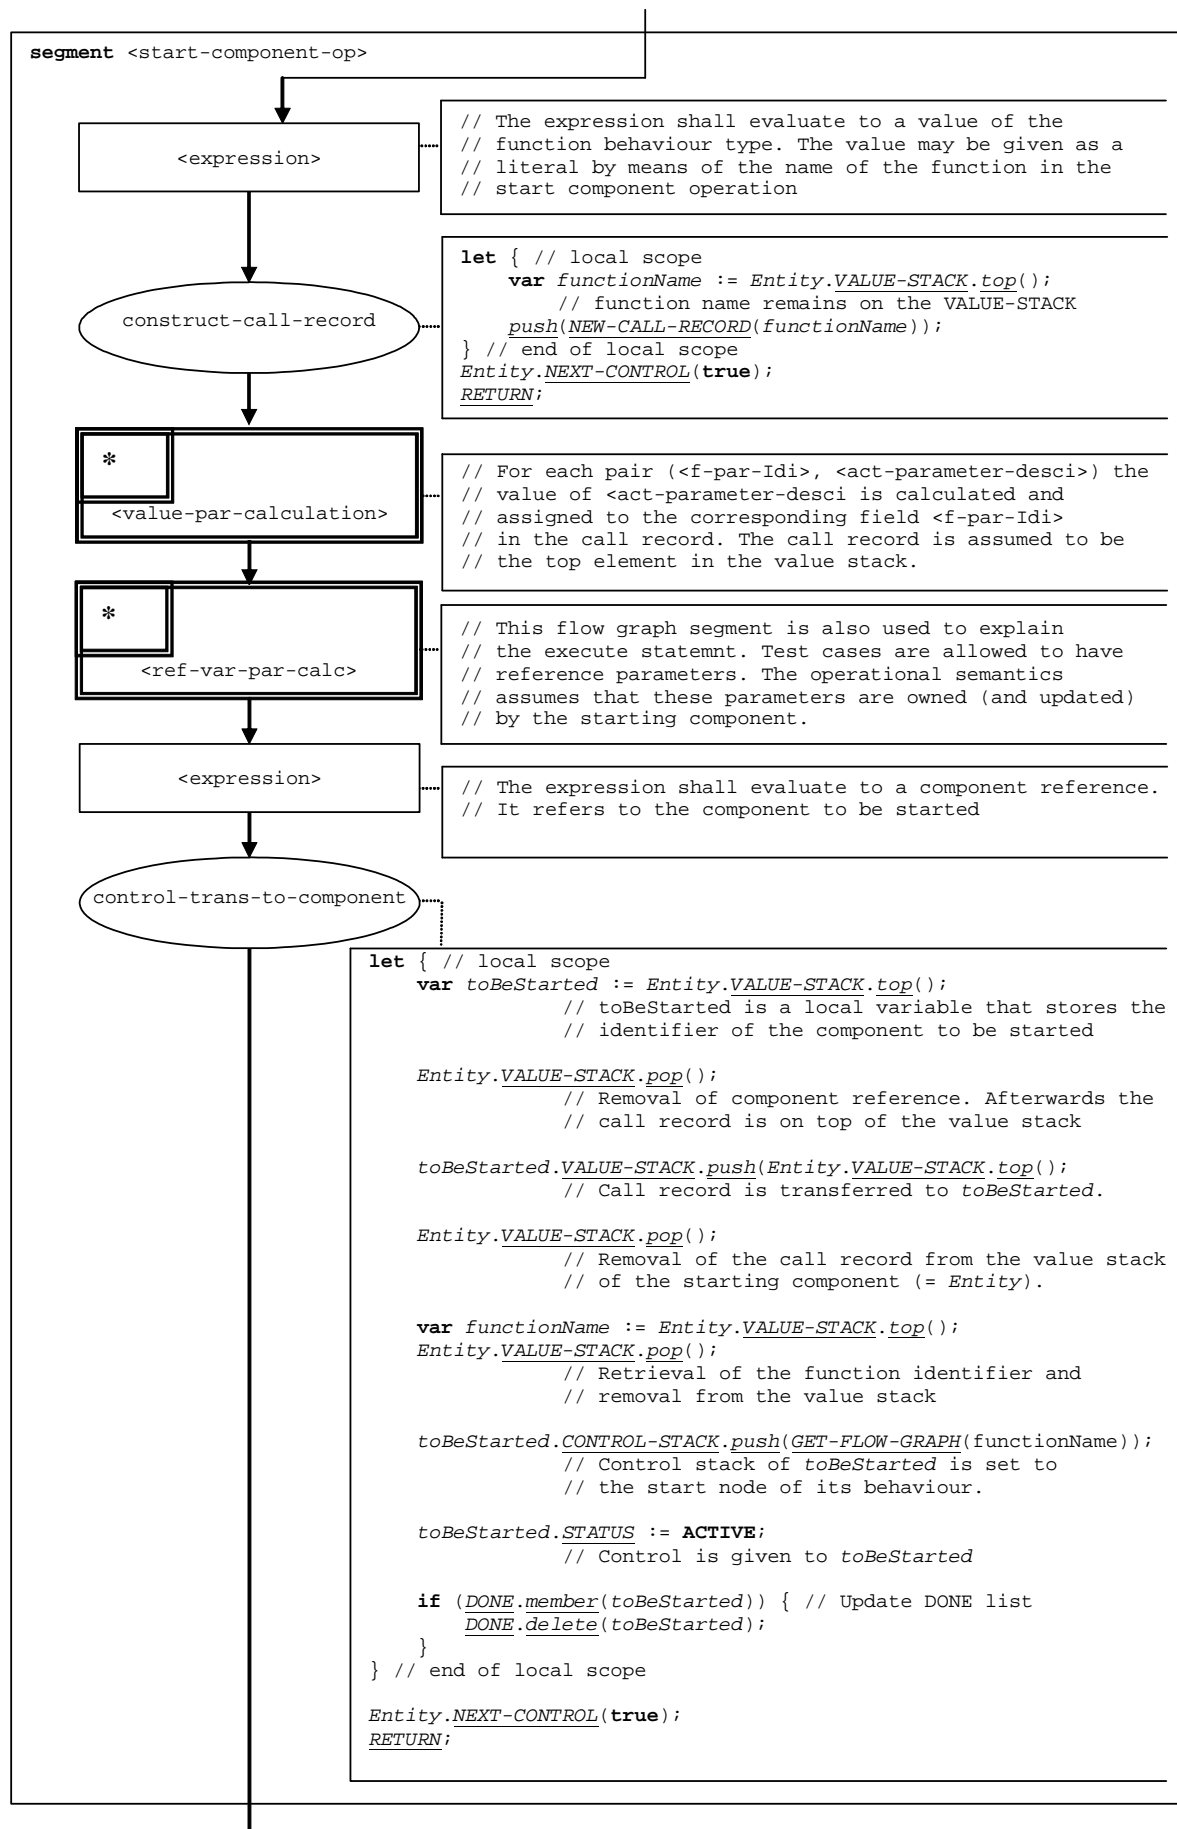 segment <start-component-op>
<expression>
// The expression shall evaluate to a value of the
// function behaviour type. The value may be given as a
// literal by means of the name of the function in the
// start component operation
construct-call-record
let { // local scope
var functionName := Entity.VALUE-STACK.top();
// function name remains on the VALUE-STACK
push(NEW-CALL-RECORD(functionName));
} // end of local scope
Entity.NEXT-CONTROL(true);
RETURN;
*
<value-par-calculation>
// For each pair (<f-par-Idi>, <act-parameter-desci>) the
// value of <act-parameter-desci is calculated and
// assigned to the corresponding field <f-par-Idi>
// in the call record. The call record is assumed to be
// the top element in the value stack.
*
<ref-var-par-calc>
// This flow graph segment is also used to explain
// the execute statemnt. Test cases are allowed to have
// reference parameters. The operational semantics
// assumes that these parameters are owned (and updated)
// by the starting component.
<expression>
// The expression shall evaluate to a component reference.
// It refers to the component to be started
control-trans-to-component
let { // local scope
var toBeStarted := Entity.VALUE-STACK.top();
// toBeStarted is a local variable that stores the
// identifier of the component to be started
Entity.VALUE-STACK.pop();
// Removal of component reference. Afterwards the
// call record is on top of the value stack
toBeStarted.VALUE-STACK.push(Entity.VALUE-STACK.top();
// Call record is transferred to toBeStarted.
Entity.VALUE-STACK.pop();
// Removal of the call record from the value stack
// of the starting component (= Entity).
var functionName := Entity.VALUE-STACK.top();
Entity.VALUE-STACK.pop();
// Retrieval of the function identifier and
// removal from the value stack
toBeStarted.CONTROL-STACK.push(GET-FLOW-GRAPH(functionName));
// Control stack of toBeStarted is set to
// the start node of its behaviour.
toBeStarted.STATUS := ACTIVE;
// Control is given to toBeStarted
if (DONE.member(toBeStarted)) { // Update DONE list
DONE.delete(toBeStarted);
}
} // end of local scope
Entity.NEXT-CONTROL(true);
RETURN;